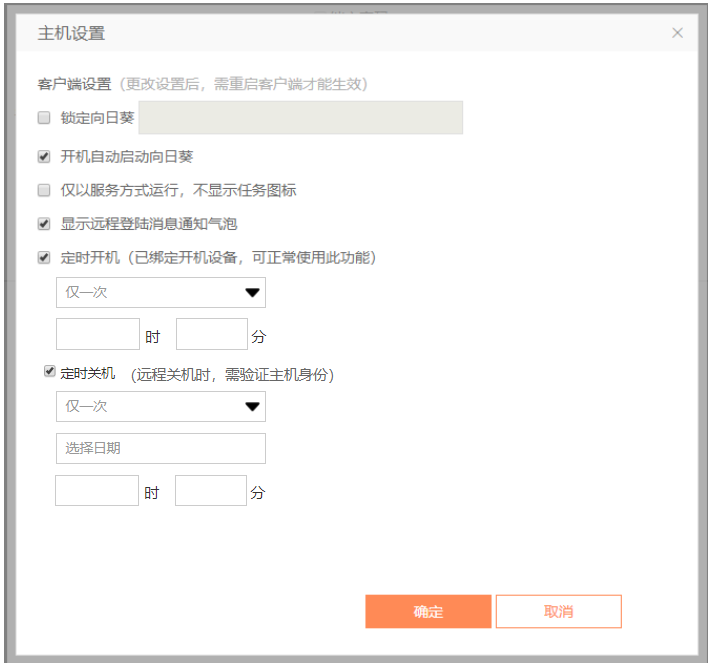 主机设置
客户端设置（更改设置后，需重启客户端才能生效）
锁定向日葵
开机自动启动向日葵
仅以服务方式运行，不显示任务图标
显示远程登陆消息通知气泡
定时开机（已绑定开机设备，可正常使用此功能）
仅一次
时 分
定时关机 （远程关机时，需验证主机身份）
仅一次
选择日期
时 分
确定 取消